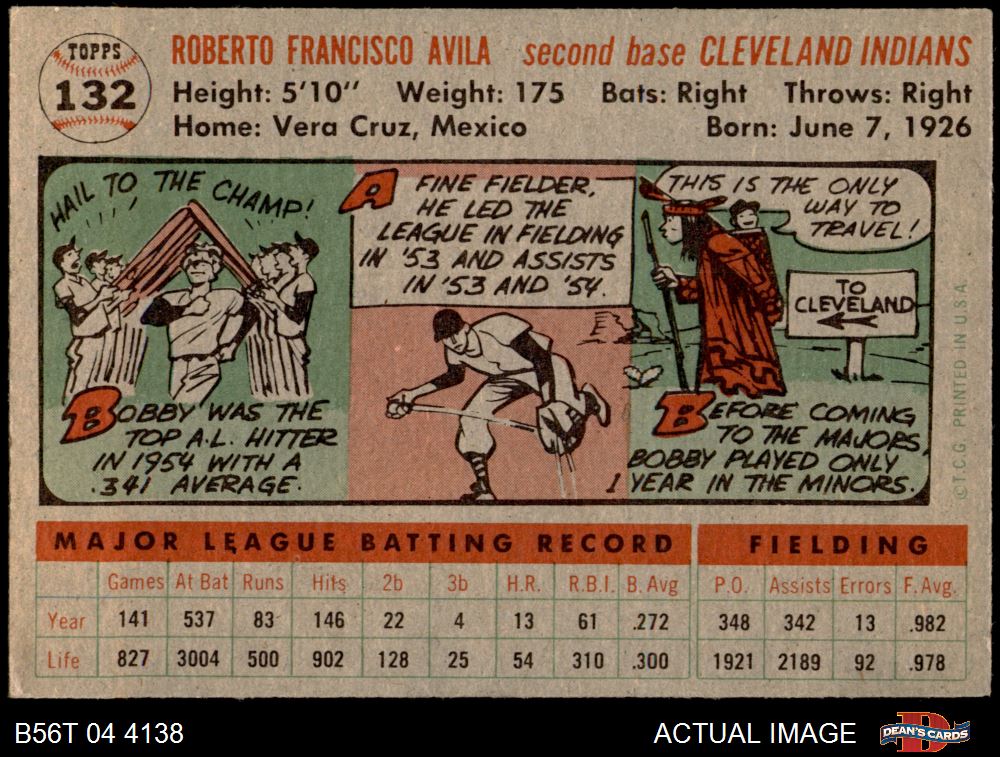 TOPPS
132
ROBERTO FRANCISCO AVILA second base CLEVELAND INDIANS
Height: 5'10" Weight: 175 Bats: Right Throws: Right
Home: Vera Cruz, Mexico Born: June 7, 1926
HAIL TO THE CHAMP!
BOBBY WAS THE
TOP A.L. HITTER
IN 1954 WITH A
.341 AVERAGE.
A FINE FIELDER,
HE LED THE
LEAGUE IN FIELDING
IN '53 AND ASSISTS
IN '53 AND '54.
THIS IS THE ONLY
WAY TO
TRAVEL!
TO
CLEVELAND
BEFORE COMING
TO THE MAJORS,
BOBBY PLAYED ONLY
1 YEAR IN THE MINORS.
©T.C.G. PRINTED IN U.S.A.
MAJOR LEAGUE BATTING RECORD FIELDING
Games At Bat Runs Hits 2b 3b H.R. R.B.I. B. Avg P.O. Assists Errors F. Avg.
Year 141 537 83 146 22 4 13 61 .272 348 342 13 .982
Life 827 3004 500 902 128 25 54 310 .300 1921 2189 92 .978
B56T 04 4138 ACTUAL IMAGE DEAN'S CARDS